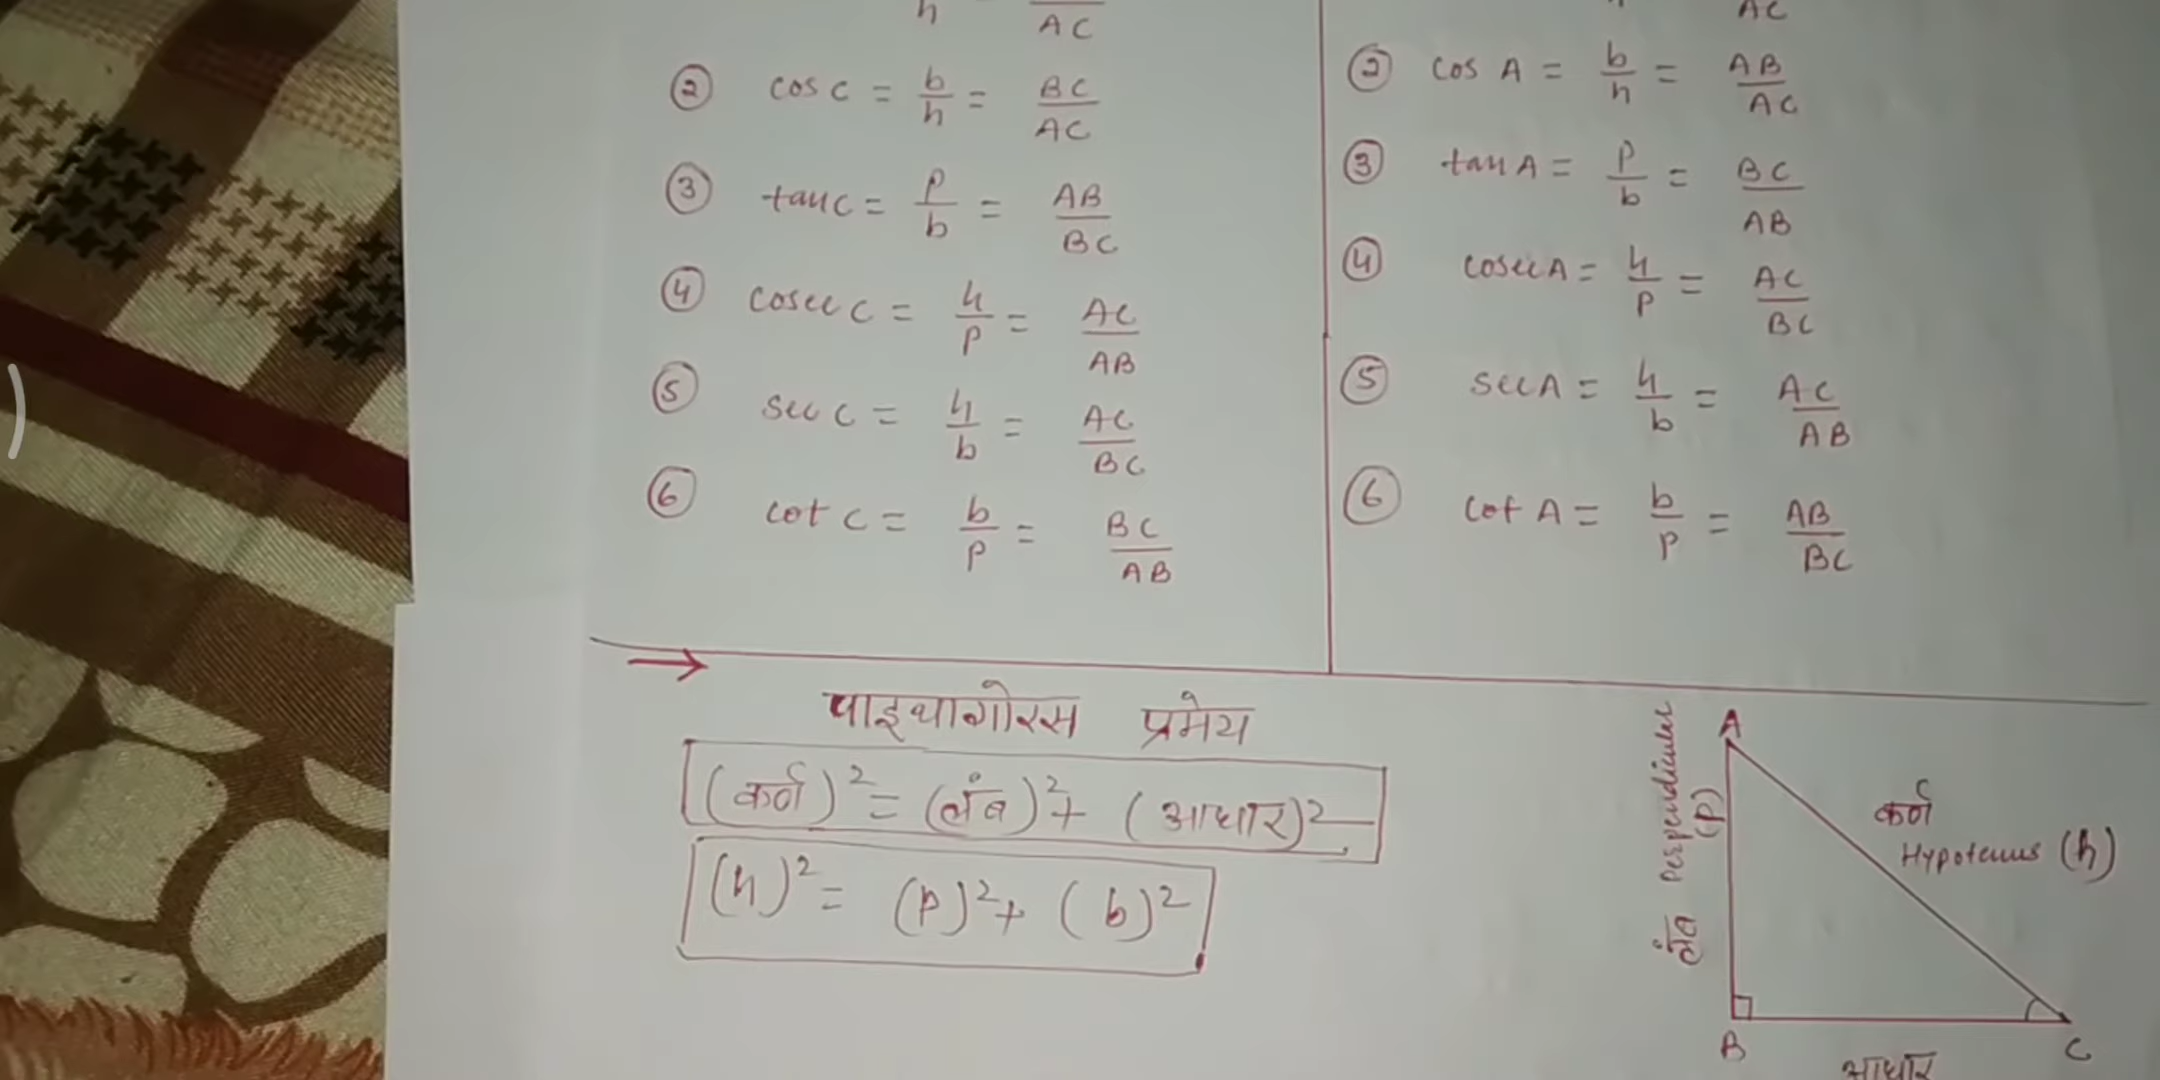 h = AC
② cos C = b/h = BC/AC
③ tan C = P/b = AB/BC
④ cosec C = h/P = AC/AB
⑤ sec C = h/b = AC/BC
⑥ cot C = b/P = BC/AB
AC
② cos A = b/h = AB/AC
③ tan A = P/b = BC/AB
④ cosec A = h/P = AC/BC
⑤ sec A = h/b = AC/AB
⑥ cot A = b/P = AB/BC
→
पाइथागोरस प्रमेय
(कर्ण)² = (लंब)² + (आधार)²
(h)² = (p)² + (b)²
A
लंब perpendicular (P)
कर्ण
Hypotenus (h)
B
C
आधार